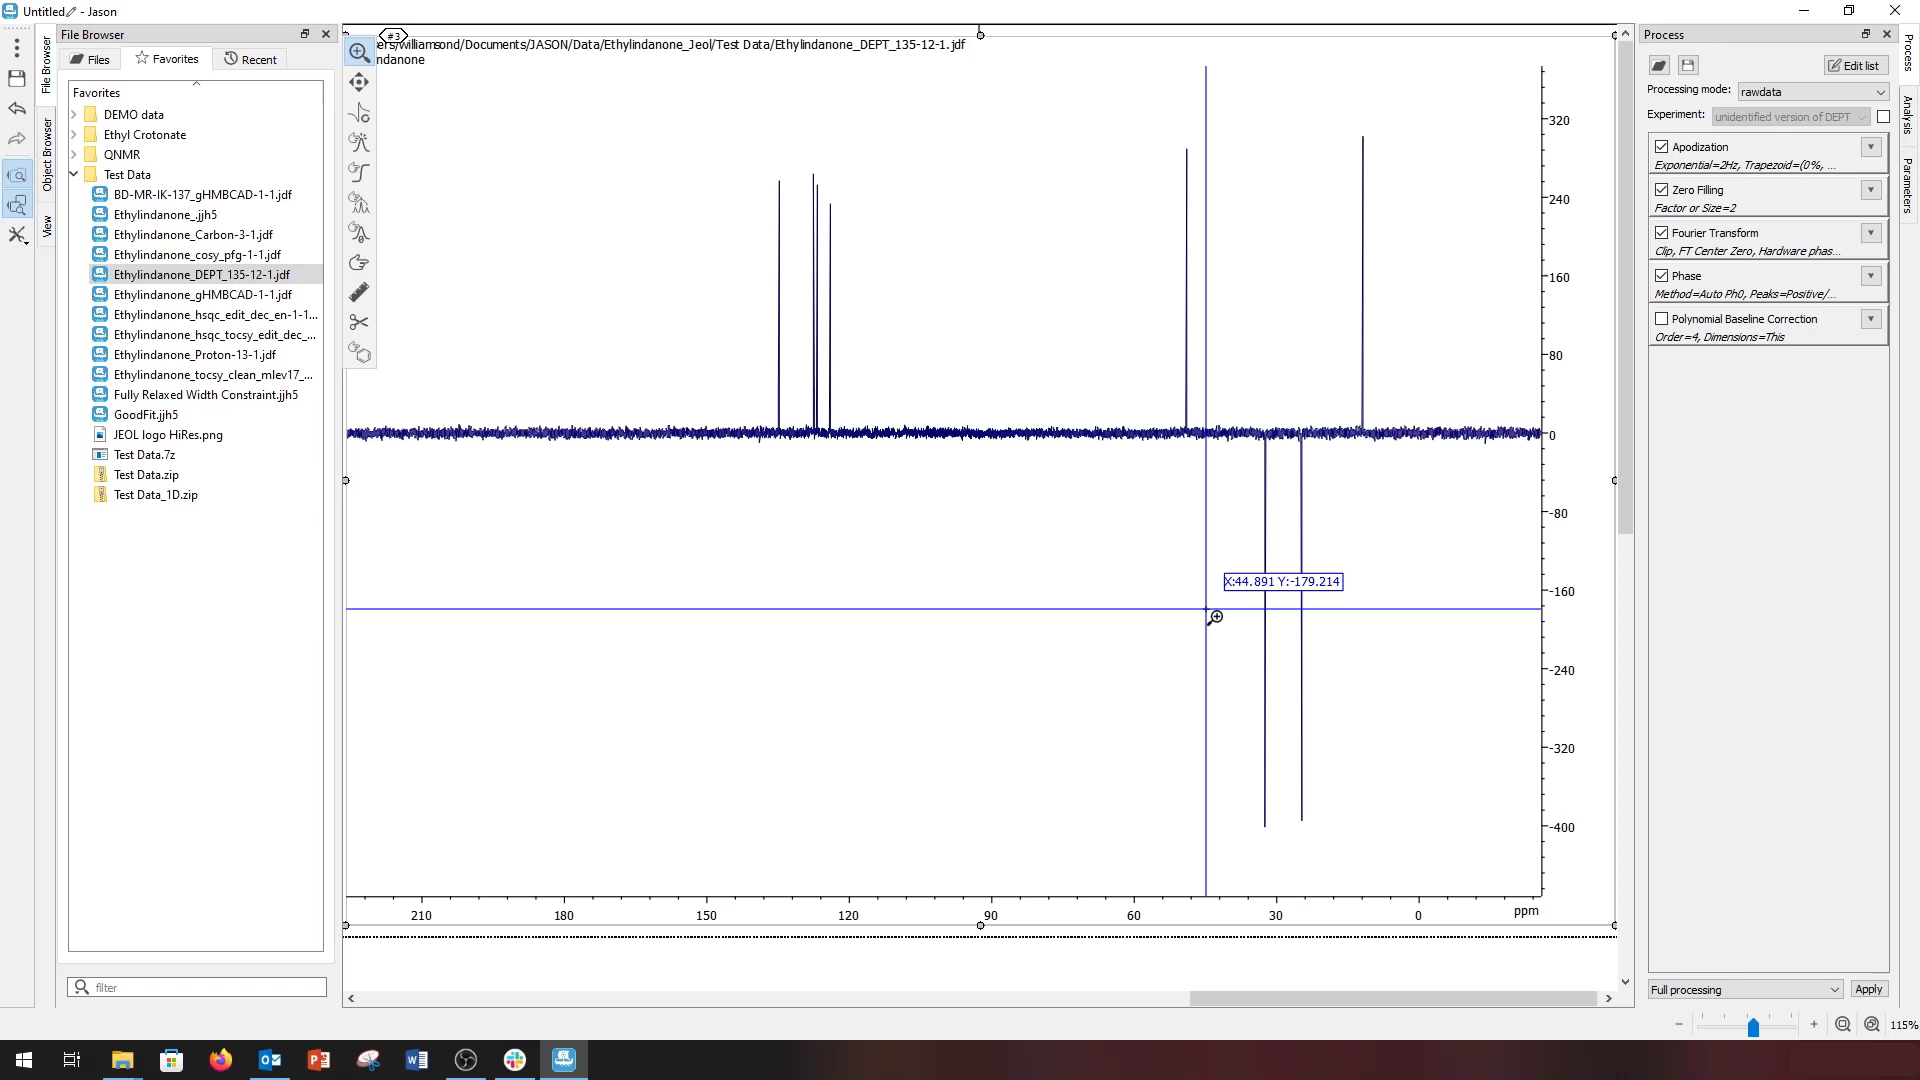 Untitled - Jason
File Browser
Files
Favorites
Recent
Favorites
DEMO data
Ethyl Crotonate
QNMR
Test Data
BD-MR-IK-137_gHMBCAD-1-1.jdf
Ethylindanone_.jjh5
Ethylindanone_Carbon-3-1.jdf
Ethylindanone_cosy_pfg-1-1.jdf
Ethylindanone_DEPT_135-12-1.jdf
Ethylindanone_gHMBCAD-1-1.jdf
Ethylindanone_hsqc_edit_dec_en-1-1...
Ethylindanone_hsqc_tocsy_edit_dec_...
Ethylindanone_Proton-13-1.jdf
Ethylindanone_tocsy_clean_mlev17_...
Fully Relaxed Width Constraint.jjh5
GoodFit.jjh5
JEOL logo HiRes.png
Test Data.7z
Test Data.zip
Test Data_1D.zip
filter
File Browser
Object Browser
View
#3
ers/williamsond/Documents/JASON/Data/Ethylindanone_Jeol/Test Data/Ethylindanone_DEPT_135-12-1.jdf
ndanone
320
240
160
80
0
-80
-160
-240
-320
-400
X:44.891 Y:-179.214
210 180 150 120 90 60 30 0 ppm
Process
Edit list
Processing mode: rawdata
Experiment: unidentified version of DEPT
Apodization
Exponential=2Hz, Trapezoid=(0%, ...
Zero Filling
Factor or Size=2
Fourier Transform
Clip, FT Center Zero, Hardware phas...
Phase
Method=Auto Ph0, Peaks=Positive/...
Polynomial Baseline Correction
Order=4, Dimensions=This
Full processing
Apply
Process
Analysis
Parameters
115%